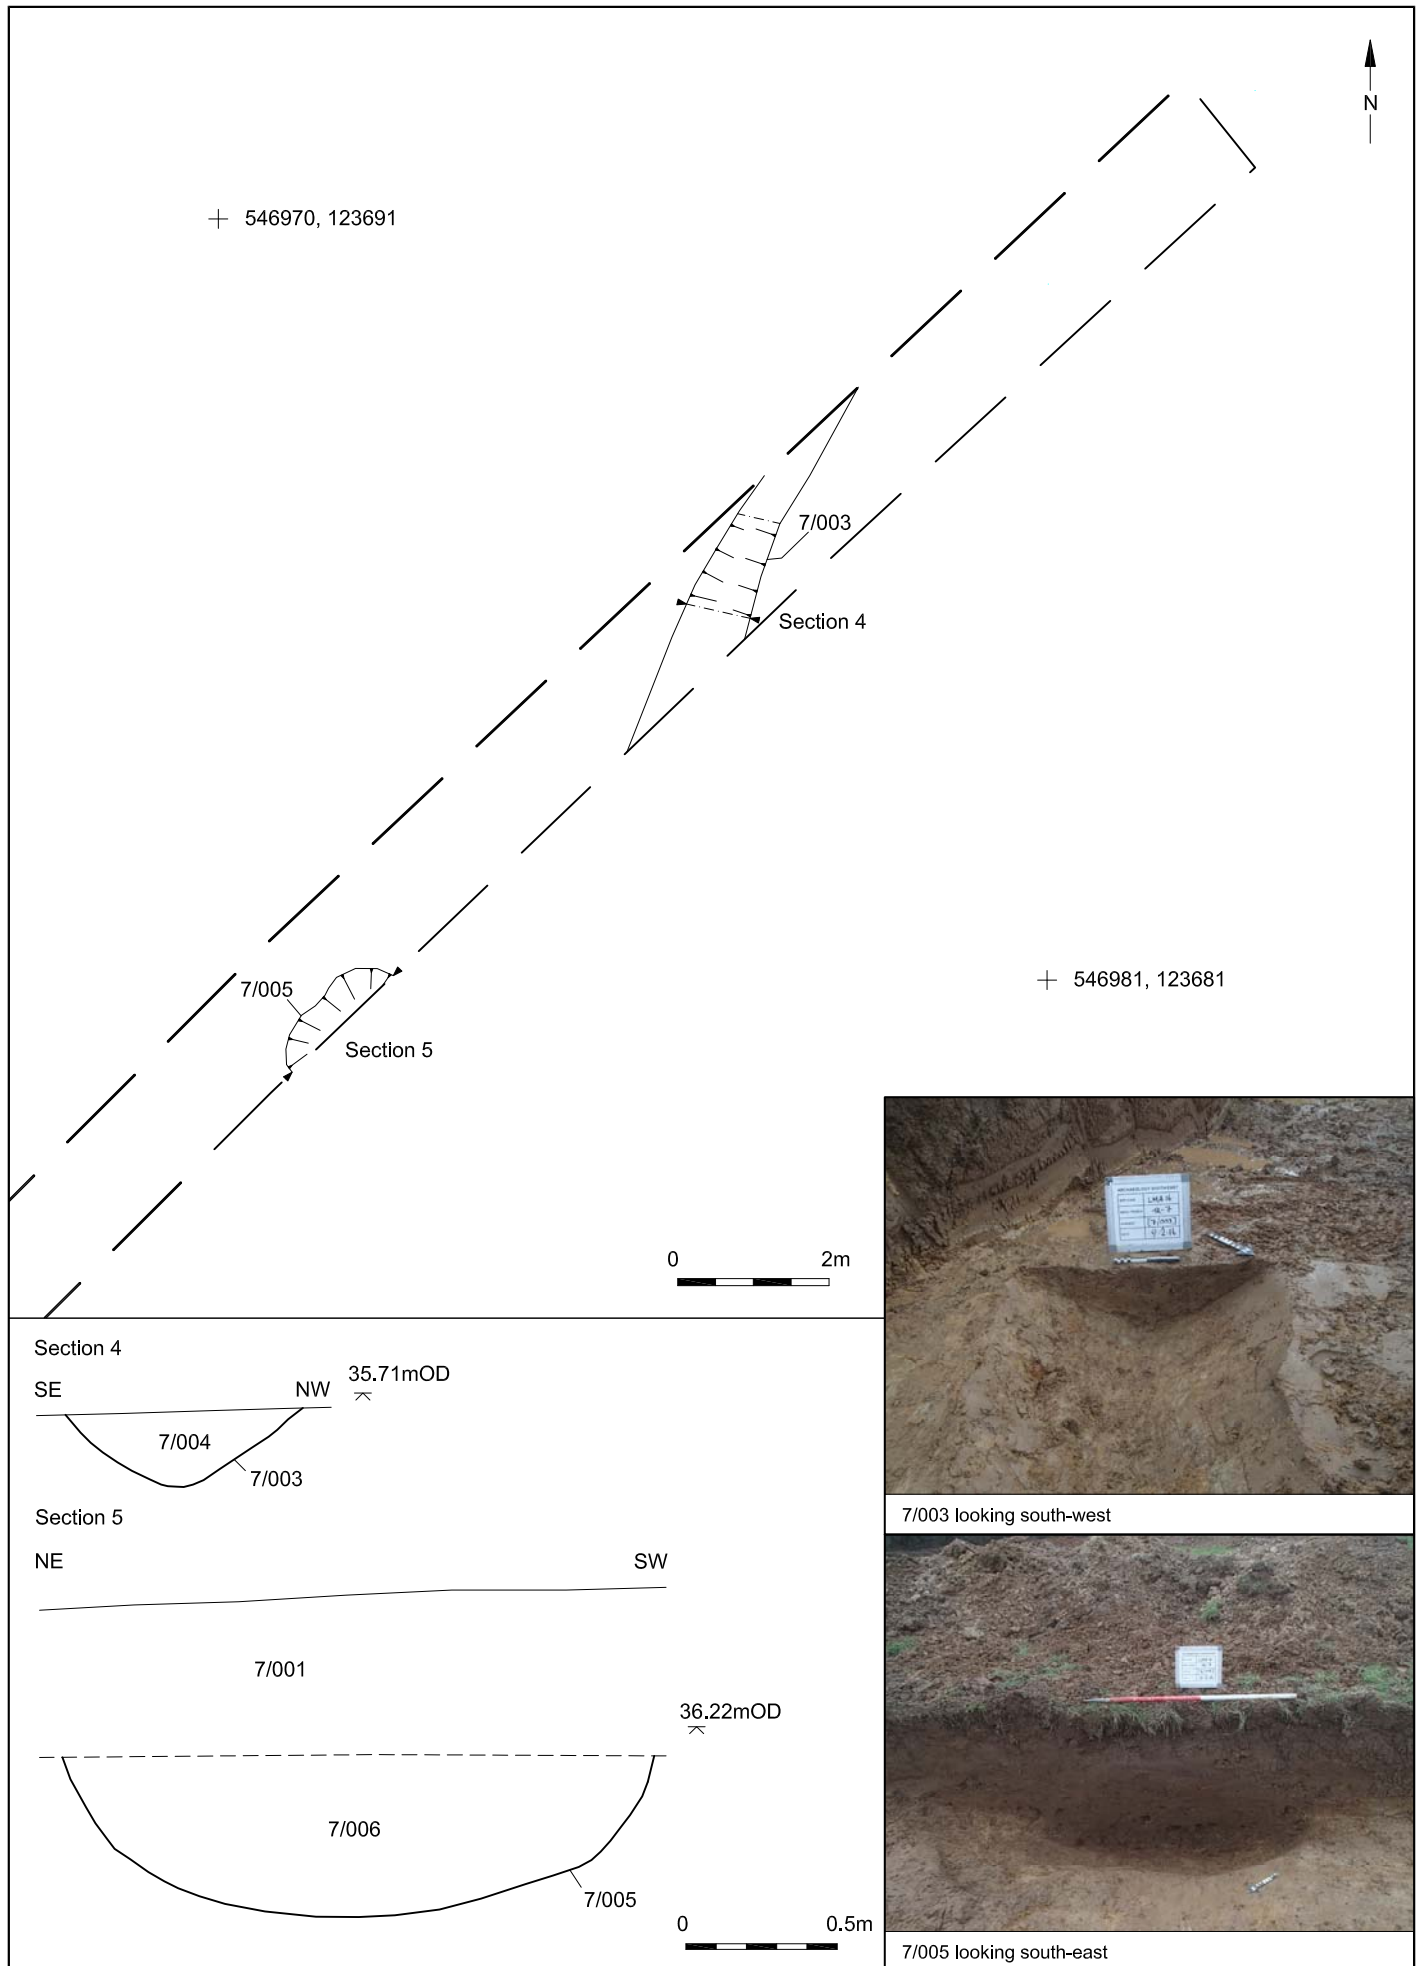 N
546970, 123691
7/003
Section 4
546981, 123681
7/005
Section 5
0 2m
Section 4
SE NW 35.71mOD
7/004
7/003
Section 5
NE SW
7/001
36.22mOD
7/006
7/005
0 0.5m
7/003 looking south-west
7/005 looking south-east